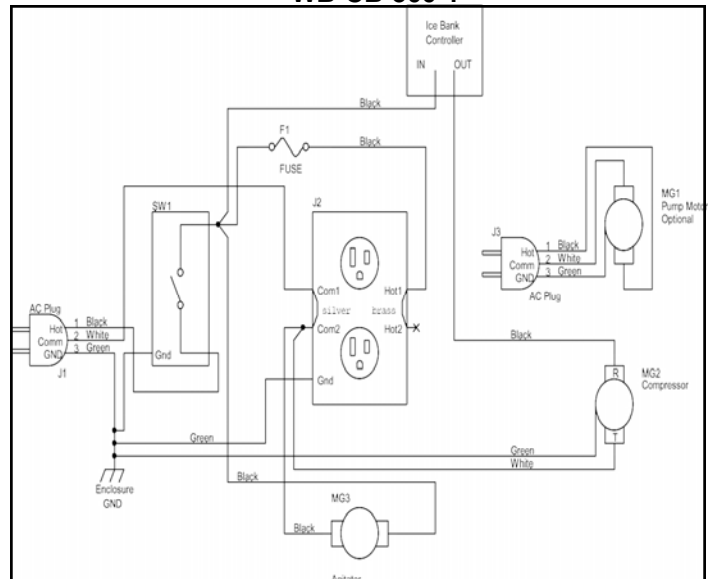 Ice Bank
Controller
IN OUT
Black
F1
FUSE
Black
SW1
J2
MG1
Pump Motor
Optional
J3
Hot 1 Black
Comm 2 White
GND 3 Green
AC Plug
Com1 Hot1
silver brass
Com2 Hot2
Gnd
AC Plug
Hot 1 Black
Comm 2 White
GND 3 Green
J1
Gnd
Black
R
MG2
Compressor
T
Green
Green
White
Enclosure
GND
Black
MG3
Black